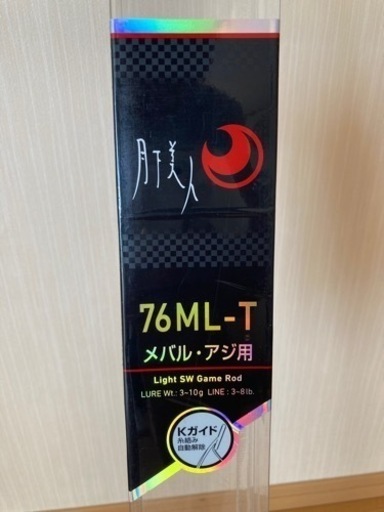 月下美人
76ML-T
メバル・アジ用
Light SW Game Rod
LURE Wt.: 3-10g LINE : 3-8lb.
Kガイド
糸絡み
自動解除